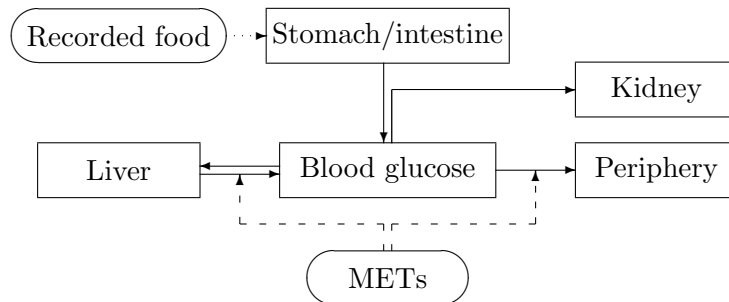 Recorded food
Stomach/intestine
Kidney
Liver
Blood glucose
Periphery
METs